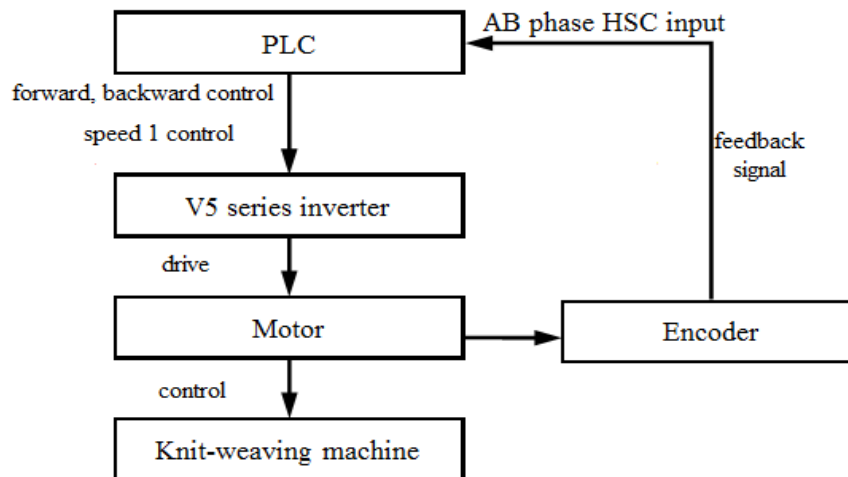 AB phase HSC input
PLC
forward, backward control
speed 1 control
feedback
signal
V5 series inverter
drive
Motor
Encoder
control
Knit-weaving machine